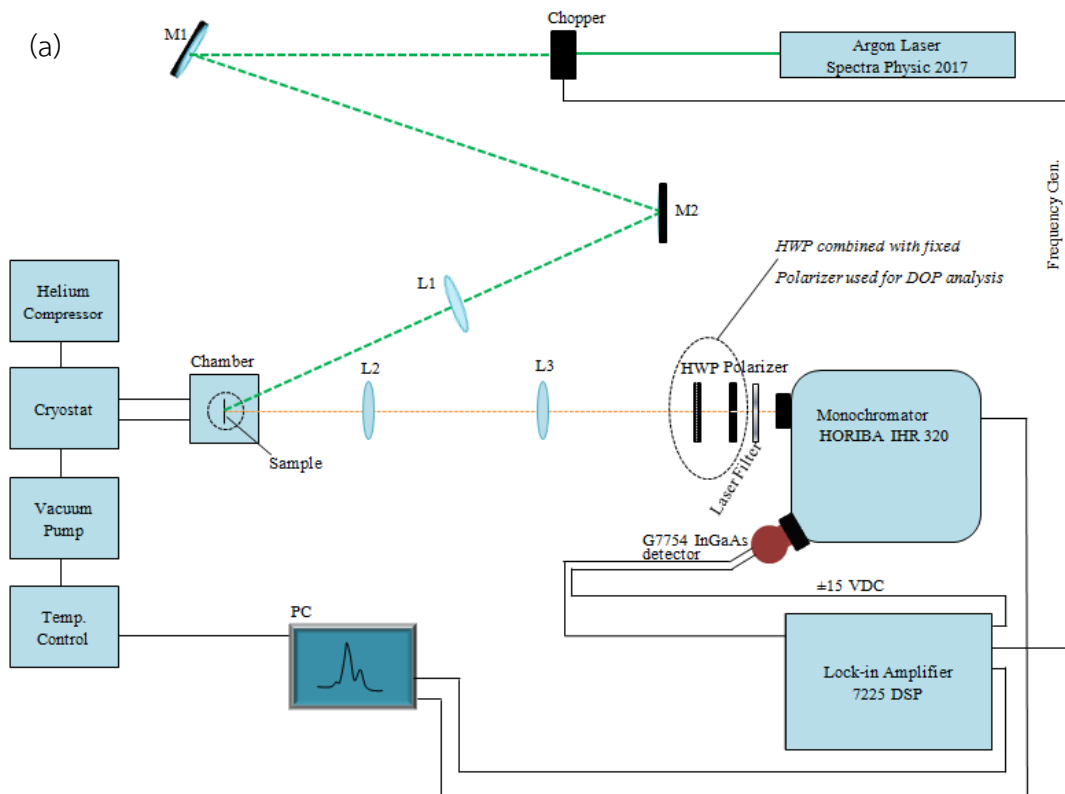 (a)
M1
Chopper
Argon Laser
Spectra Physic 2017
Frequency Gen.
M2
HWP combined with fixed
Polarizer used for DOP analysis
L1
Helium
Compressor
Chamber
L2
L3
HWP
Polarizer
Cryostat
Monochromator
HORIBA IHR 320
Sample
Laser Filter
Vacuum
Pump
G7754 InGaAs
detector
±15 VDC
Temp.
Control
PC
Lock-in Amplifier
7225 DSP